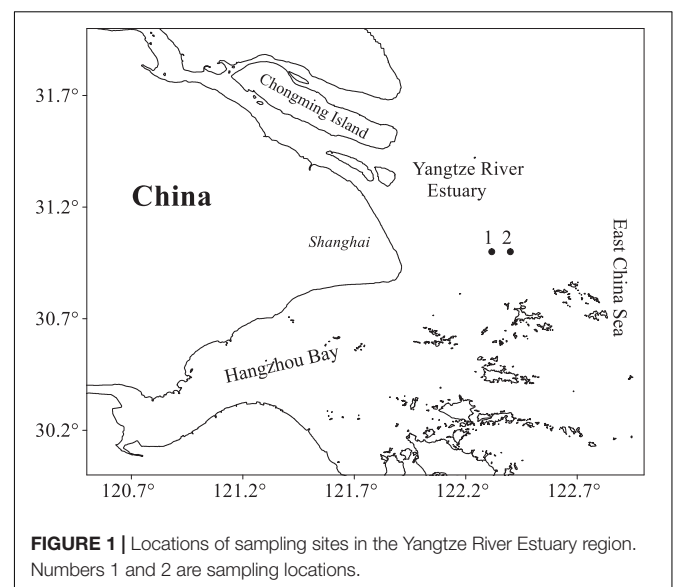 31.7°
Chongming Island
Yangtze River
Estuary
China
31.2°
Shanghai
1 2
East China Sea
30.7°
Hangzhou Bay
30.2°
120.7° 121.2° 121.7° 122.2° 122.7°
FIGURE 1 | Locations of sampling sites in the Yangtze River Estuary region.
Numbers 1 and 2 are sampling locations.